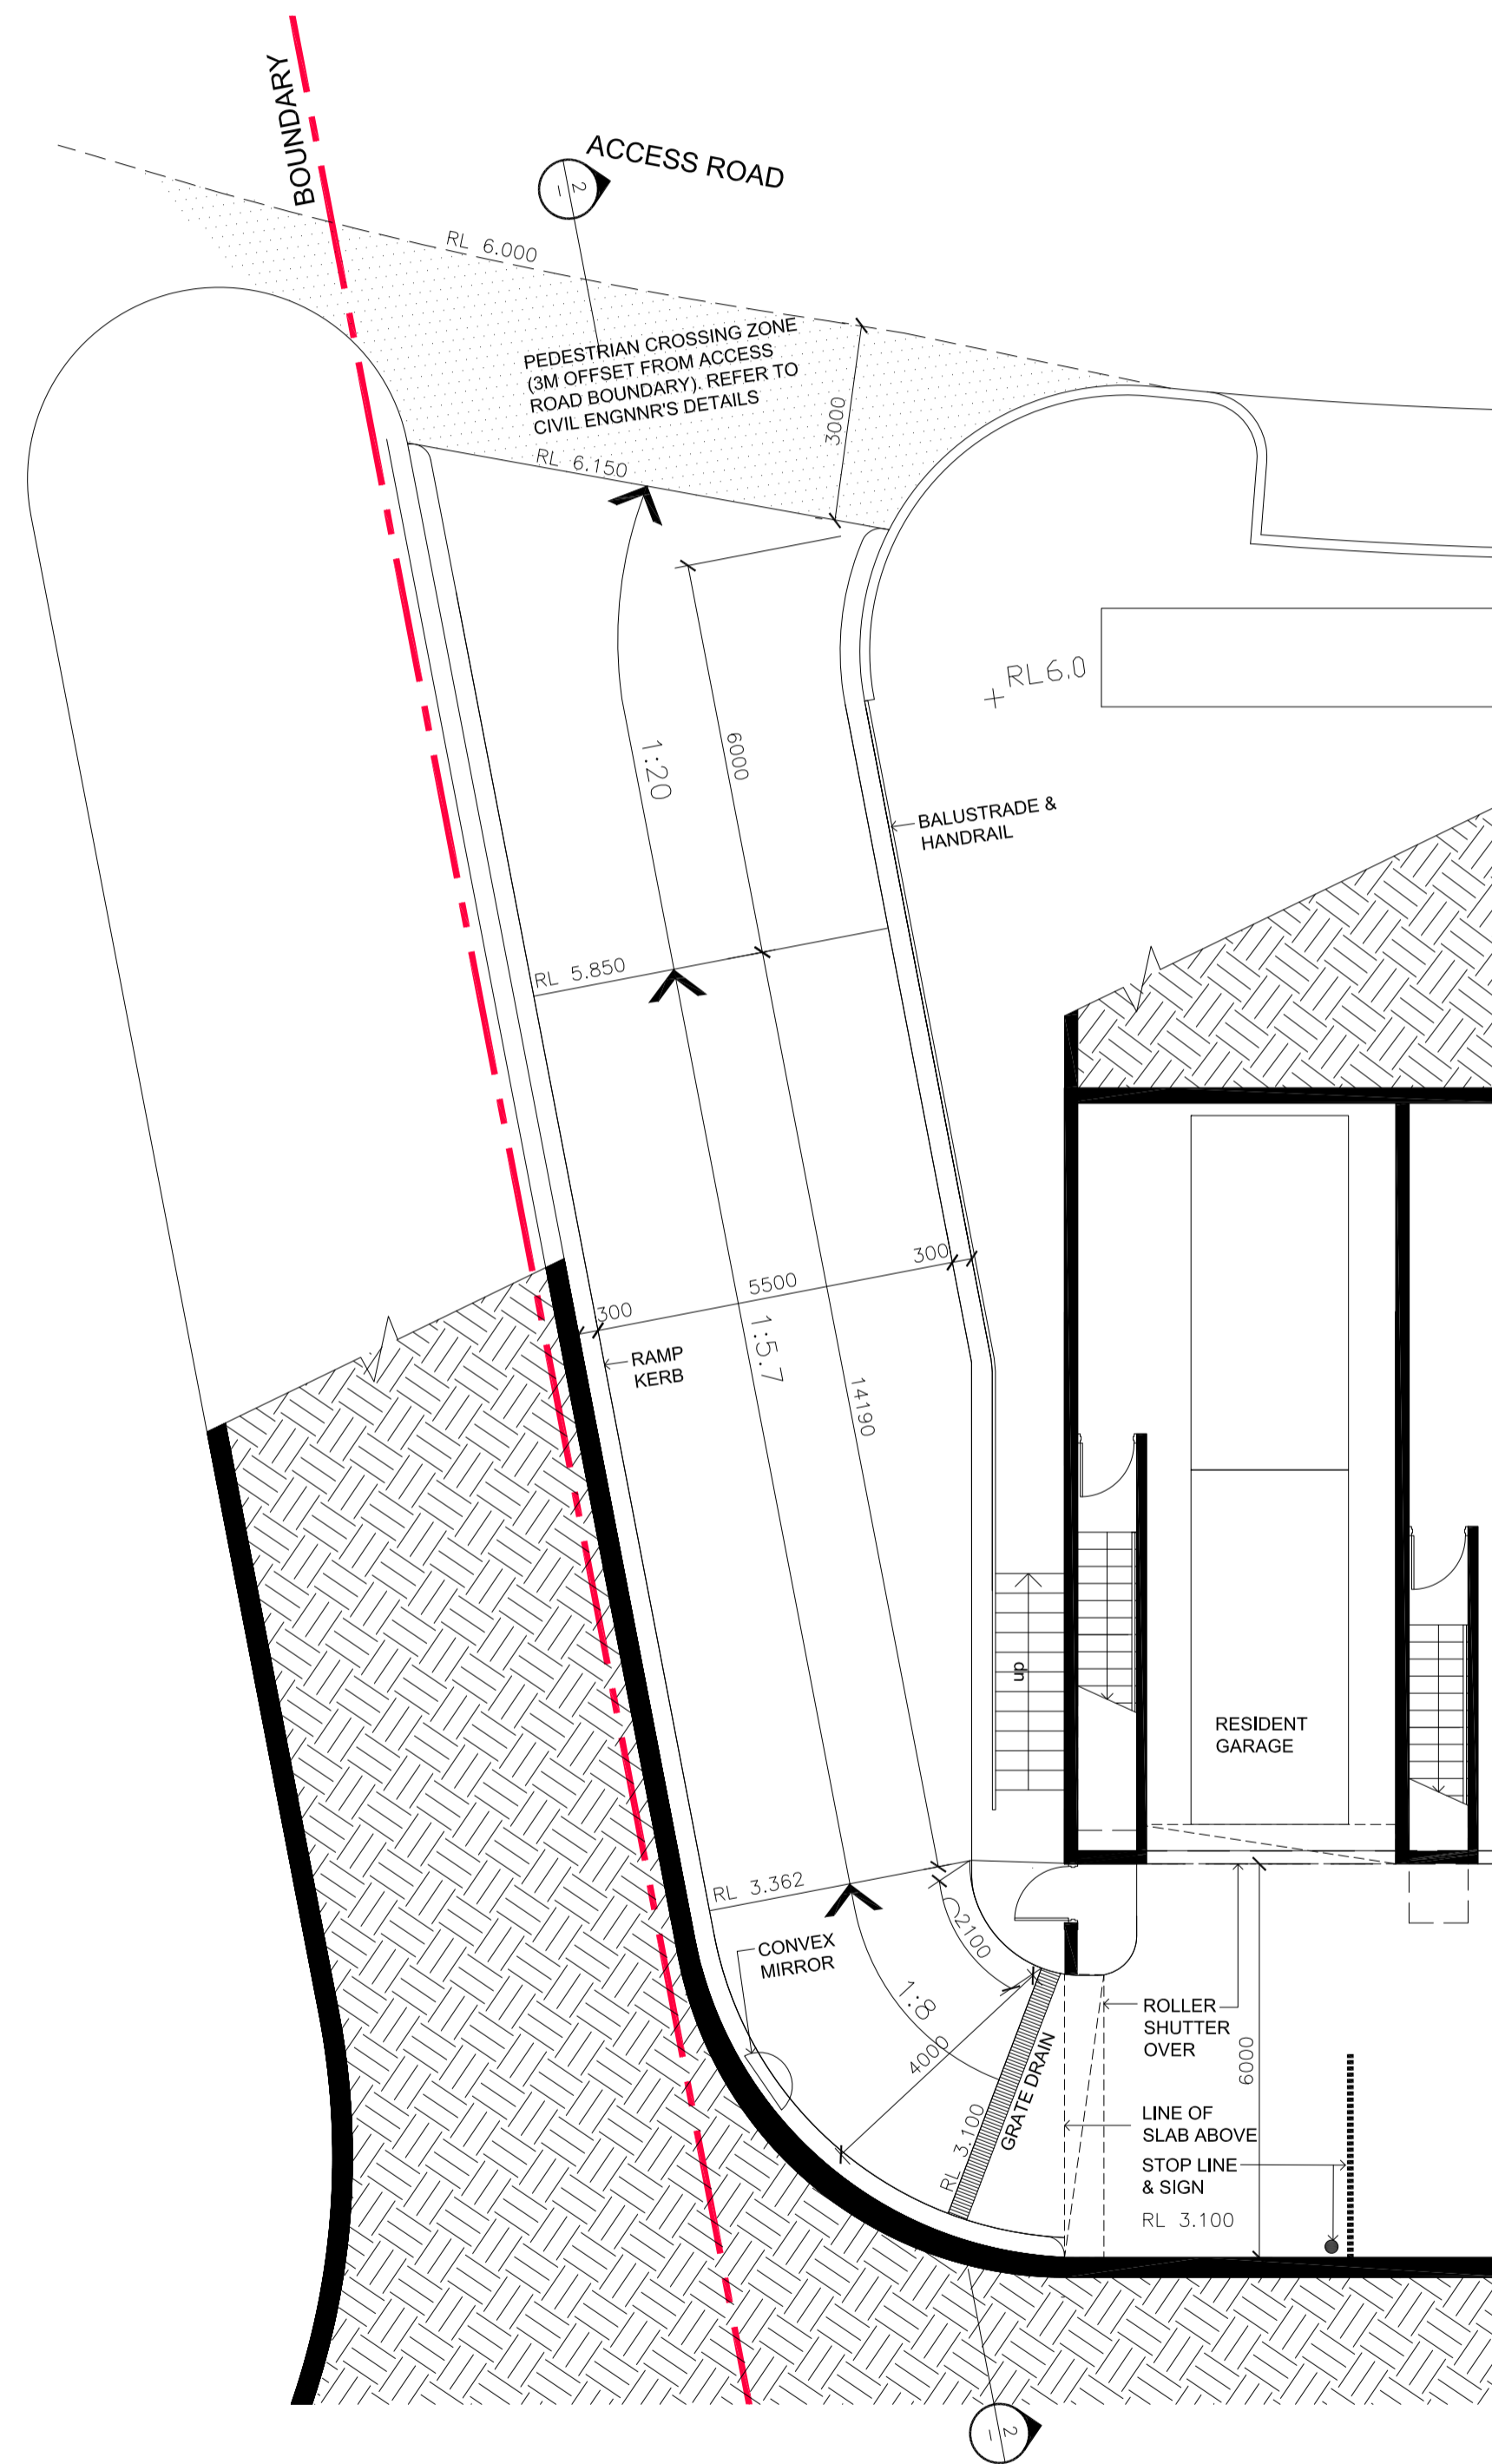 BOUNDARY
ACCESS ROAD
2
–
RL 6.000
PEDESTRIAN CROSSING ZONE
(3M OFFSET FROM ACCESS
ROAD BOUNDARY). REFER TO
CIVIL ENGNNR'S DETAILS
3000
RL 6.150
RL6.0
1:20
6000
BALUSTRADE &
HANDRAIL
RL 5.850
300
5500
300
1:5.7
RAMP
KERB
14190
dn
RESIDENT
GARAGE
RL 3.362
CONVEX
MIRROR
2100
1:8
4000
GRATE DRAIN
RL 3.100
ROLLER
SHUTTER
OVER
6000
LINE OF
SLAB ABOVE
STOP LINE
& SIGN
RL 3.100
2
–